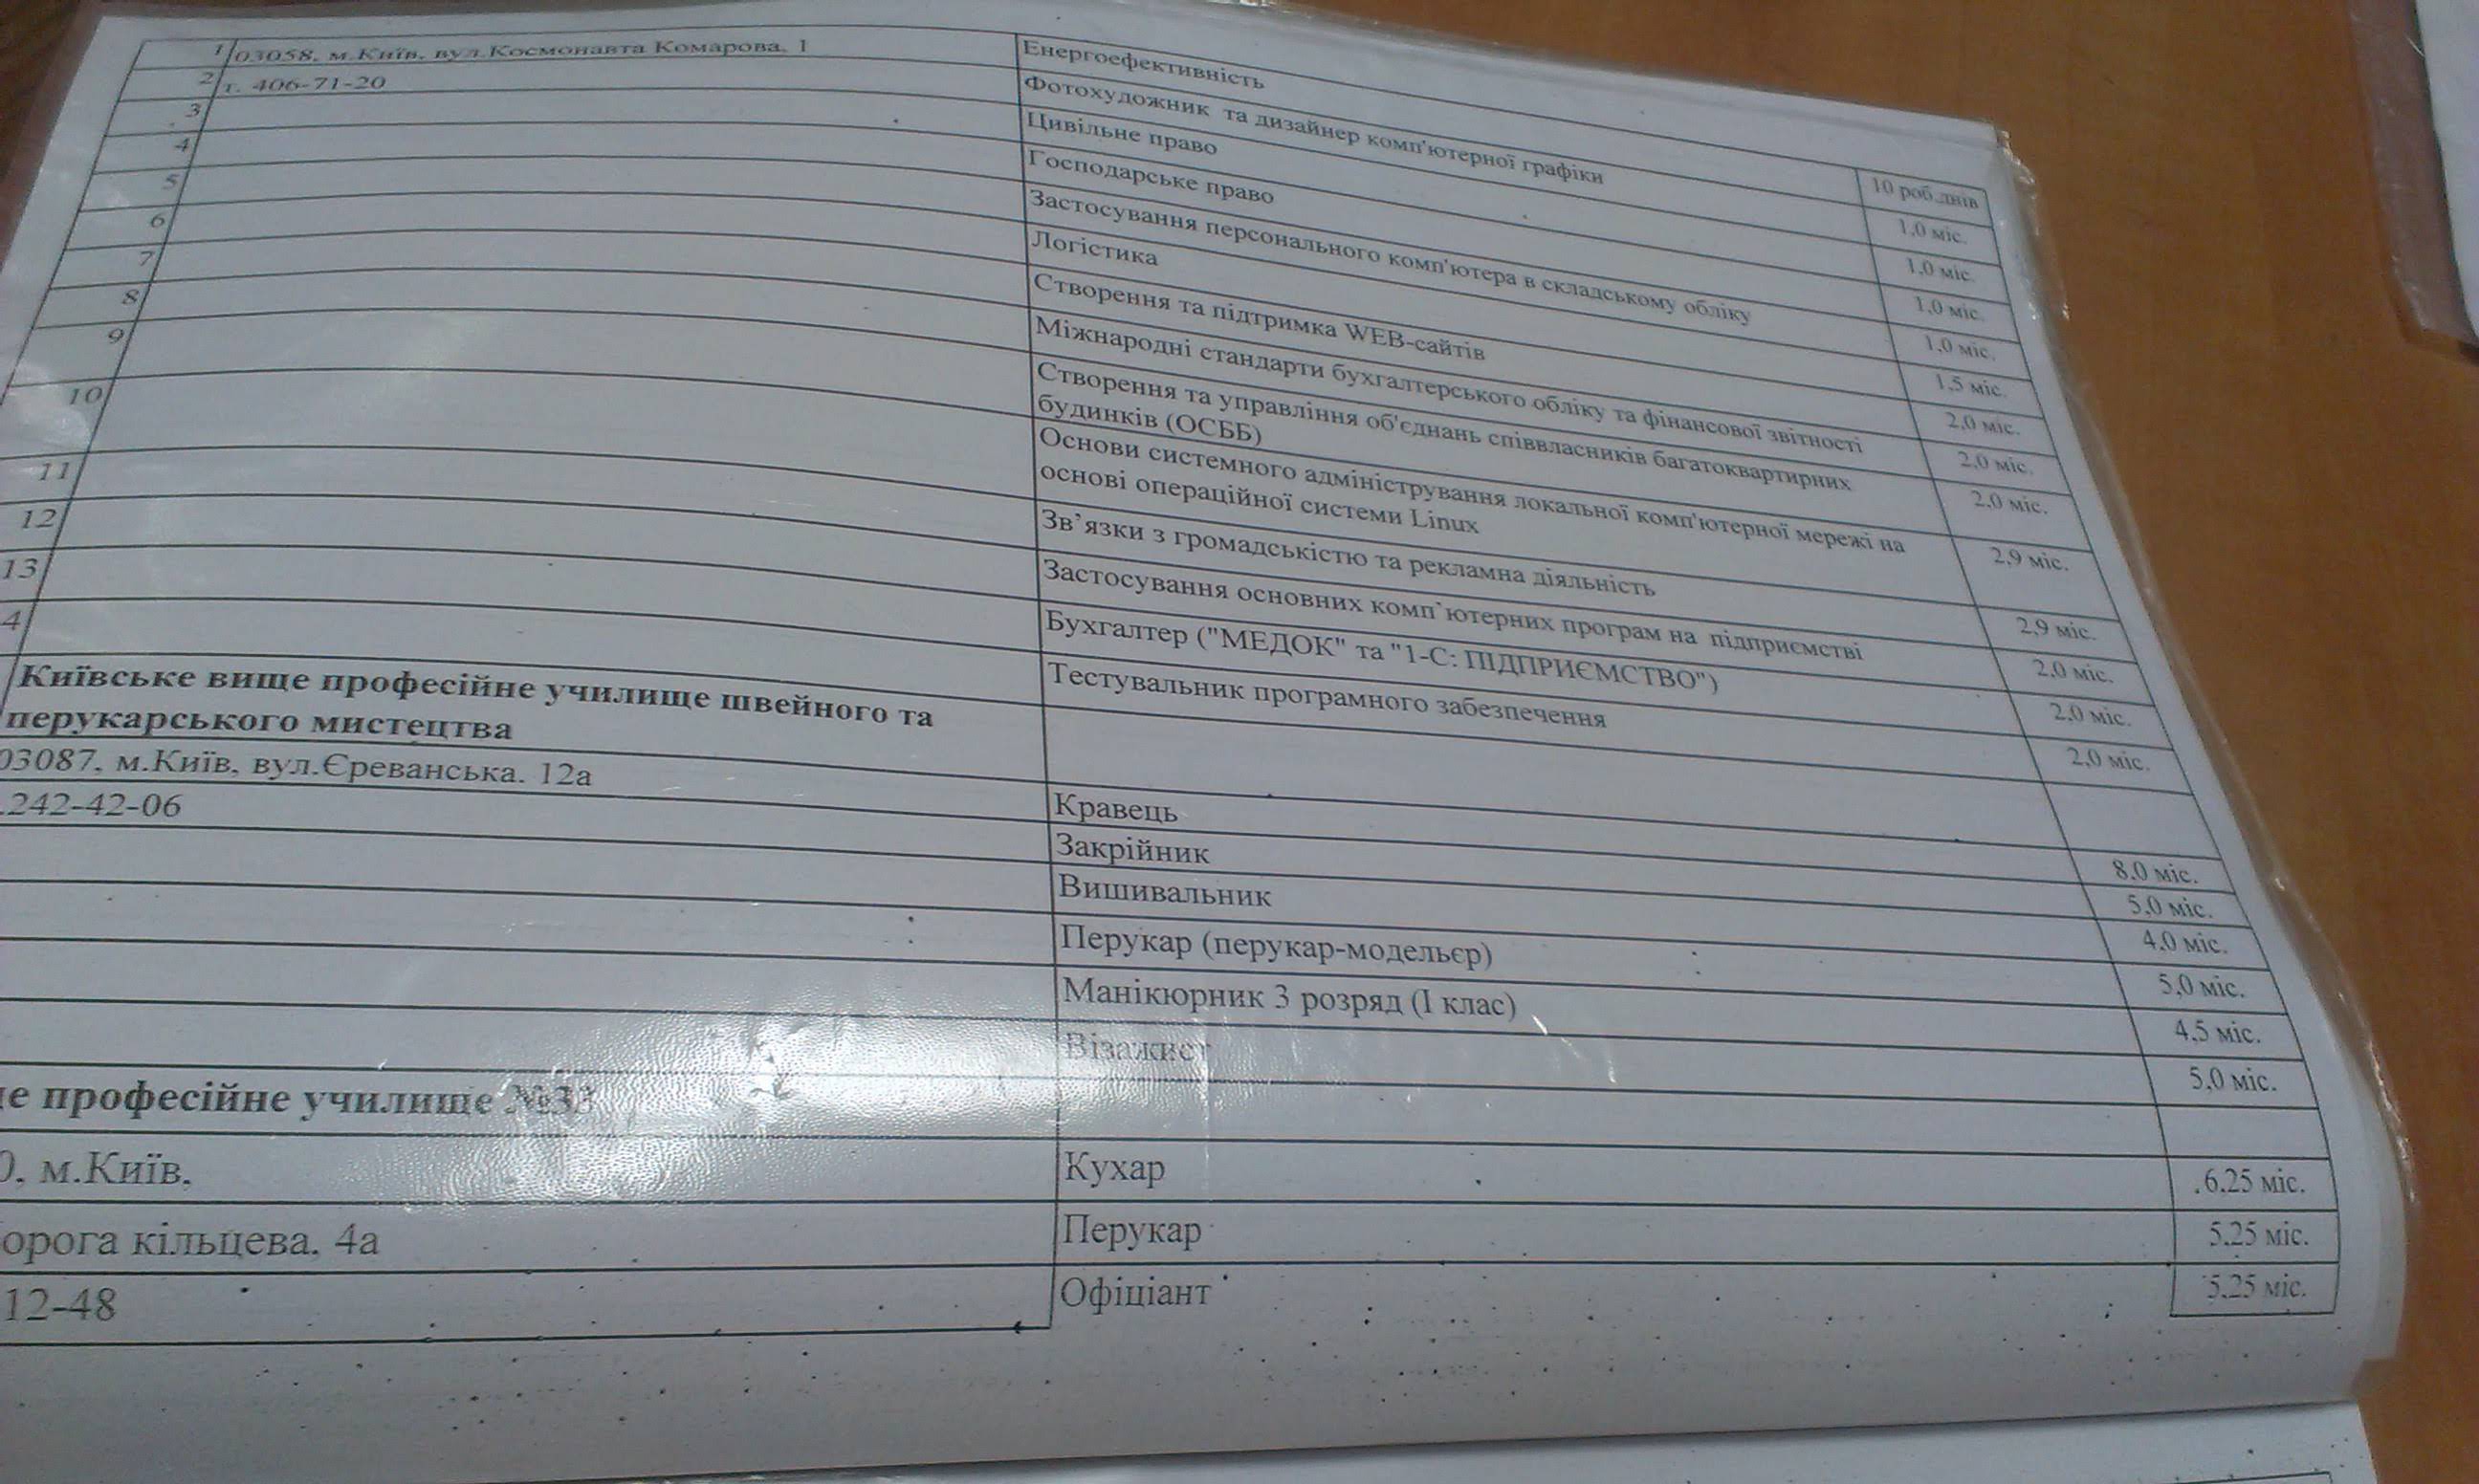 1 03058, м.Київ, вул.Космонавта Комарова, 1 Енергоефективність 10 роб.днів
2 т. 406-71-20 Фотохудожник та дизайнер комп'ютерної графіки 1,0 міс.
3 Цивільне право 1,0 міс.
4 Господарське право 1,0 міс.
5 Застосування персонального комп'ютера в складському обліку 1,0 міс.
6 Логістика 1,5 міс.
7 Створення та підтримка WEB-сайтів 2,0 міс.
8 Міжнародні стандарти бухгалтерського обліку та фінансової звітності 2,0 міс.
9 Створення та управління об'єднань співвласників багатоквартирних 2,0 міс.
будинків (ОСББ)
10 Основи системного адміністрування локальної комп'ютерної мережі на 2,9 міс.
основі операційної системи Linux
11 Зв’язки з громадськістю та рекламна діяльність 2,9 міс.
12 Застосування основних комп`ютерних програм на підприємстві 2,0 міс.
13 Бухгалтер ("МЕДОК" та "1-С: ПІДПРИЄМСТВО") 2,0 міс.
4 Тестувальник програмного забезпечення 2,0 міс.
Київське вище професійне училище швейного та
перукарського мистецтва
03087, м.Київ, вул.Єреванська. 12а Кравець 8,0 міс.
.242-42-06 Закрійник 5,0 міс.
Вишивальник 4,0 міс.
Перукар (перукар-модельєр) 5,0 міс.
Манікюрник 3 розряд (І клас) 4,5 міс.
Візажист 5,0 міс.
ще професійне училище №33
0, м.Київ, Кухар 6,25 міс.
орога кільцева, 4а Перукар 5,25 міс.
12-48 Офіціант 5,25 міс.